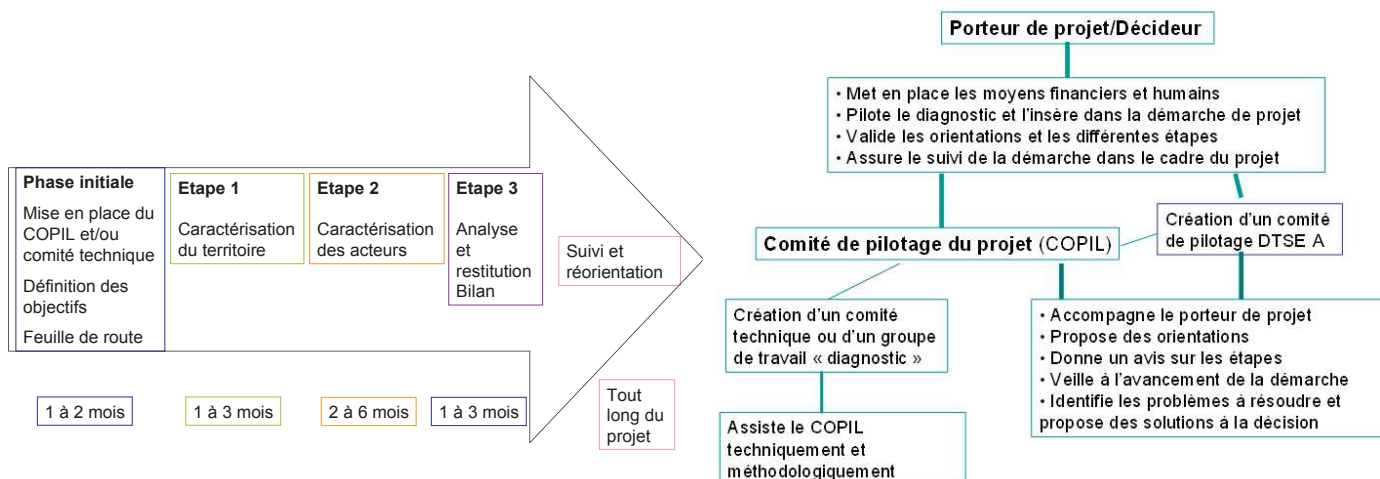 Phase initiale
Mise en place du
COPIL et/ou
comité technique
Définition des
objectifs
Feuille de route
Etape 1
Caractérisation
du territoire
Etape 2
Caractérisation
des acteurs
Etape 3
Analyse
et
restitution
Bilan
Suivi et
réorientation
1 à 2 mois
1 à 3 mois
2 à 6 mois
1 à 3 mois
Tout
long du
projet
Porteur de projet/Décideur
• Met en place les moyens financiers et humains
• Pilote le diagnostic et l'insère dans la démarche de projet
• Valide les orientations et les différentes étapes
• Assure le suivi de la démarche dans le cadre du projet
Comité de pilotage du projet (COPIL)
Création d'un comité
de pilotage DTSE A
Création d'un comité
technique ou d'un groupe
de travail « diagnostic »
Assiste le COPIL
techniquement et
méthodologiquement
• Accompagne le porteur de projet
• Propose des orientations
• Donne un avis sur les étapes
• Veille à l'avancement de la démarche
• Identifie les problèmes à résoudre et
propose des solutions à la décision